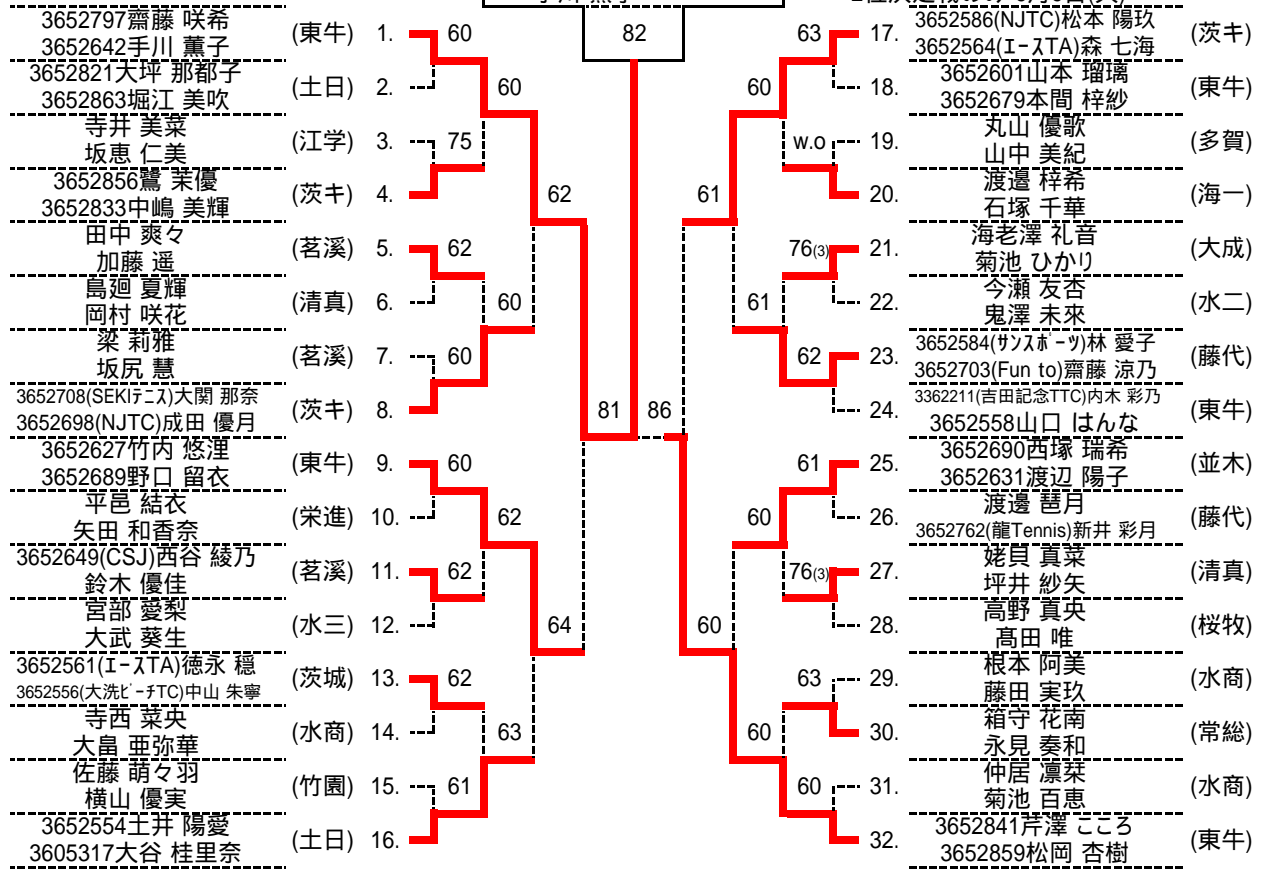 82
3652797齋藤 咲希
3652642手川 薫子
(東牛) 1.
3652821大坪 那都子
3652863堀江 美吹
(土日) 2.
寺井 美菜
坂恵 仁美
(江学) 3.
3652856鷺 茉優
3652833中嶋 美輝
(茨キ) 4.
田中 爽々
加藤 遥
(茗溪) 5.
島廻 夏輝
岡村 咲花
(清真) 6.
梁 莉雅
坂尻 慧
(茗溪) 7.
3652708(SEKIテニス)大関 那奈
3652698(NJTC)成田 優月
(茨キ) 8.
3652627竹内 悠浬
3652689野口 留衣
(東牛) 9.
平邑 結衣
矢田 和香奈
(栄進) 10.
3652649(CSJ)西谷 綾乃
鈴木 優佳
(茗溪) 11.
宮部 愛梨
大武 葵生
(水三) 12.
3652561(エースTA)徳永 穏
3652556(大洗ビーチTC)中山 朱寧
(茨城) 13.
寺西 菜央
大畠 亜弥華
(水商) 14.
佐藤 萌々羽
横山 優実
(竹園) 15.
3652554土井 陽愛
3605317大谷 桂里奈
(土日) 16.
60
75
62
60
60
62
62
61
60
60
62
63
62
64
81
86
61
60
60
61
60
60
63
w.o
76(3)
62
61
76(3)
63
60
17. 3652586(NJTC)松本 陽玖
3652564(エースTA)森 七海
(茨キ)
18. 3652601山本 瑠璃
3652679本間 梓紗
(東牛)
19. 丸山 優歌
山中 美紀
(多賀)
20. 渡邉 梓希
石塚 千華
(海一)
21. 海老澤 礼音
菊池 ひかり
(大成)
22. 今瀬 友杏
鬼澤 未來
(水二)
23. 3652584(サンスポーツ)林 愛子
3652703(Fun to)齋藤 涼乃
(藤代)
24. 3362211(吉田記念TTC)内木 彩乃
3652558山口 はんな
(東牛)
25. 3652690西塚 瑞希
3652631渡辺 陽子
(並木)
26. 渡邊 琶月
3652762(龍Tennis)新井 彩月
(藤代)
27. 姥貝 真菜
坪井 紗矢
(清真)
28. 高野 真央
髙田 唯
(桜牧)
29. 根本 阿美
藤田 実玖
(水商)
30. 箱守 花南
永見 奏和
(常総)
31. 仲居 凛栞
菊池 百恵
(水商)
32. 3652841芹澤 こころ
3652859松岡 杏樹
(東牛)